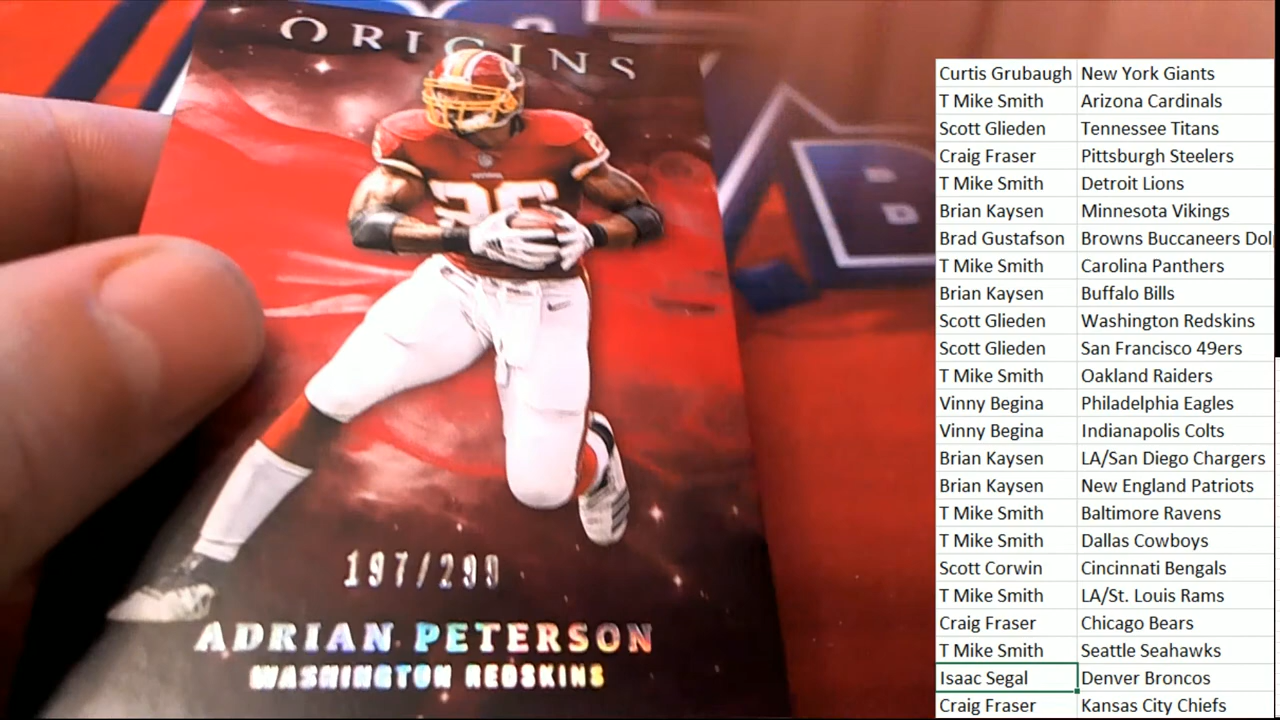 ORIGINS
26
197/299
ADRIAN PETERSON
WASHINGTON REDSKINS
Curtis Grubaugh New York Giants
T Mike Smith Arizona Cardinals
Scott Glieden Tennessee Titans
Craig Fraser Pittsburgh Steelers
T Mike Smith Detroit Lions
Brian Kaysen Minnesota Vikings
Brad Gustafson Browns Buccaneers Dol
T Mike Smith Carolina Panthers
Brian Kaysen Buffalo Bills
Scott Glieden Washington Redskins
Scott Glieden San Francisco 49ers
T Mike Smith Oakland Raiders
Vinny Begina Philadelphia Eagles
Vinny Begina Indianapolis Colts
Brian Kaysen LA/San Diego Chargers
Brian Kaysen New England Patriots
T Mike Smith Baltimore Ravens
T Mike Smith Dallas Cowboys
Scott Corwin Cincinnati Bengals
T Mike Smith LA/St. Louis Rams
Craig Fraser Chicago Bears
T Mike Smith Seattle Seahawks
Isaac Segal Denver Broncos
Craig Fraser Kansas City Chiefs